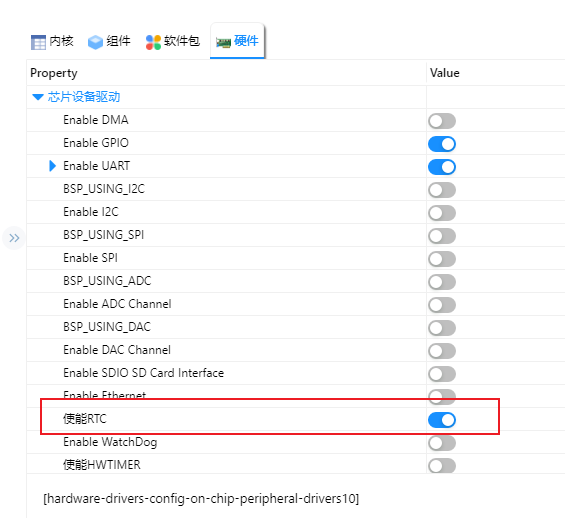 内核 组件 软件包 硬件
Property Value
芯片设备驱动
Enable DMA
Enable GPIO
Enable UART
BSP_USING_I2C
Enable I2C
BSP_USING_SPI
Enable SPI
BSP_USING_ADC
Enable ADC Channel
BSP_USING_DAC
Enable DAC Channel
Enable SDIO SD Card Interface
Enable Ethernet
使能RTC
Enable WatchDog
使能HWTIMER
[hardware-drivers-config-on-chip-peripheral-drivers10]